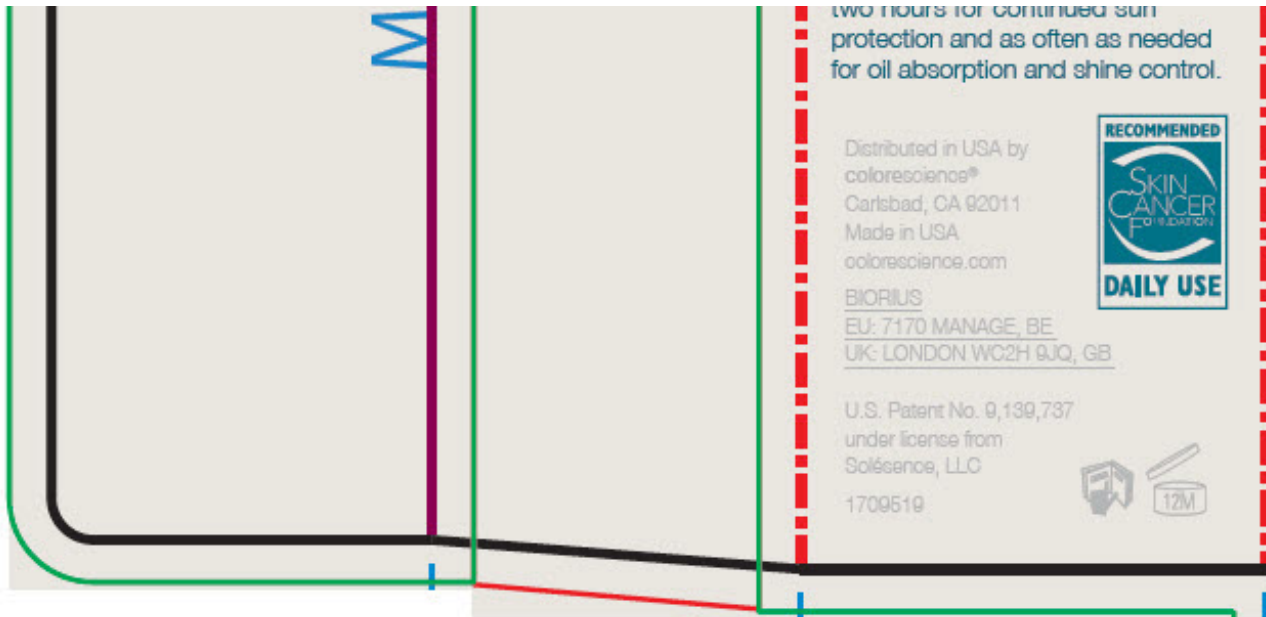 M
two hours for continued sun
protection and as often as needed
for oil absorption and shine control.
Distributed in USA by
colorescience®
Carlsbad, CA 92011
Made in USA
colorescience.com
BIORIUS
EU: 7170 MANAGE, BE
UK: LONDON WC2H 9JQ, GB
U.S. Patent No. 9,139,737
under license from
Solésence, LLC
1709519
RECOMMENDED
SKIN
CANCER
FOUNDATION
DAILY USE
12M